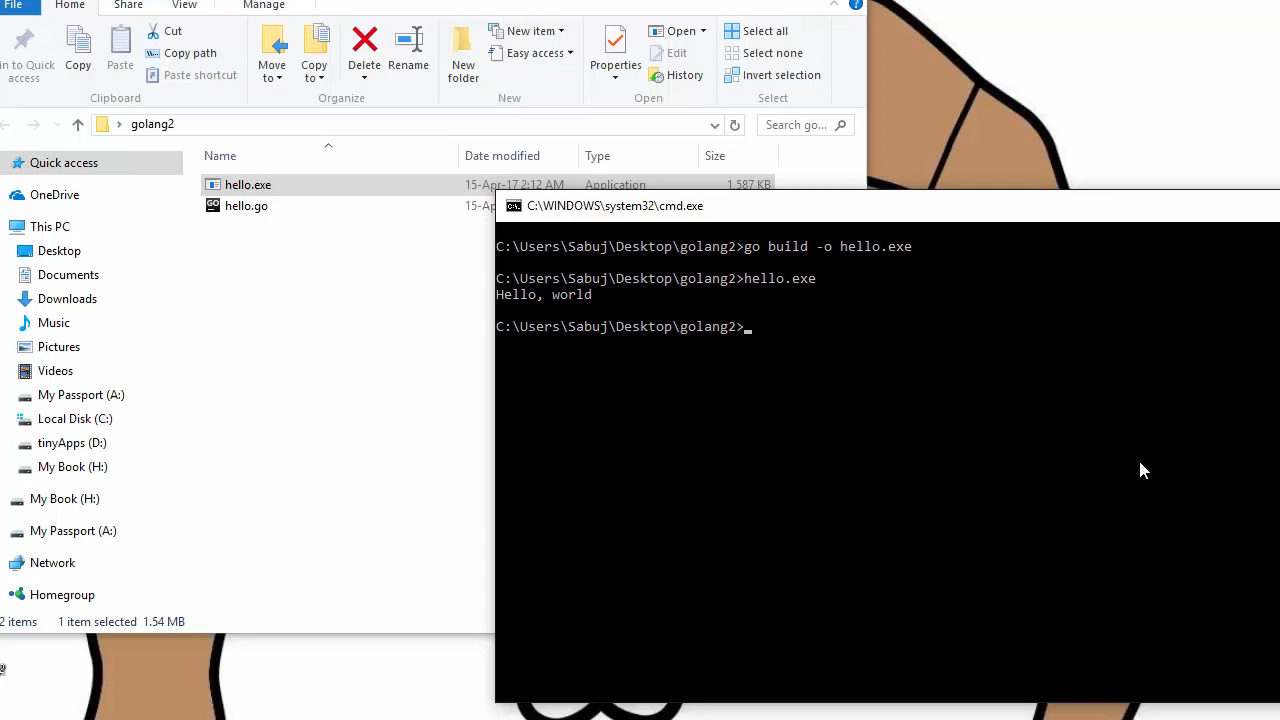 File Home Share View Manage
Cut
Copy path
Paste shortcut
in to Quick access
Copy
Paste
Clipboard
Move to
Copy to
Delete
Rename
Organize
New folder
New item
Easy access
New
Properties
Open
Edit
History
Open
Select all
Select none
Invert selection
Select
golang2
Search go...
Name Date modified Type Size
hello.exe 15-Apr-17 2:12 AM Application 1,587 KB
hello.go 15-Ap
Quick access
OneDrive
This PC
Desktop
Documents
Downloads
Music
Pictures
Videos
My Passport (A:)
Local Disk (C:)
tinyApps (D:)
My Book (H:)
My Book (H:)
My Passport (A:)
Network
Homegroup
2 items 1 item selected 1.54 MB
C:\WINDOWS\system32\cmd.exe
C:\Users\Sabuj\Desktop\golang2>go build -o hello.exe
C:\Users\Sabuj\Desktop\golang2>hello.exe
Hello, world
C:\Users\Sabuj\Desktop\golang2>